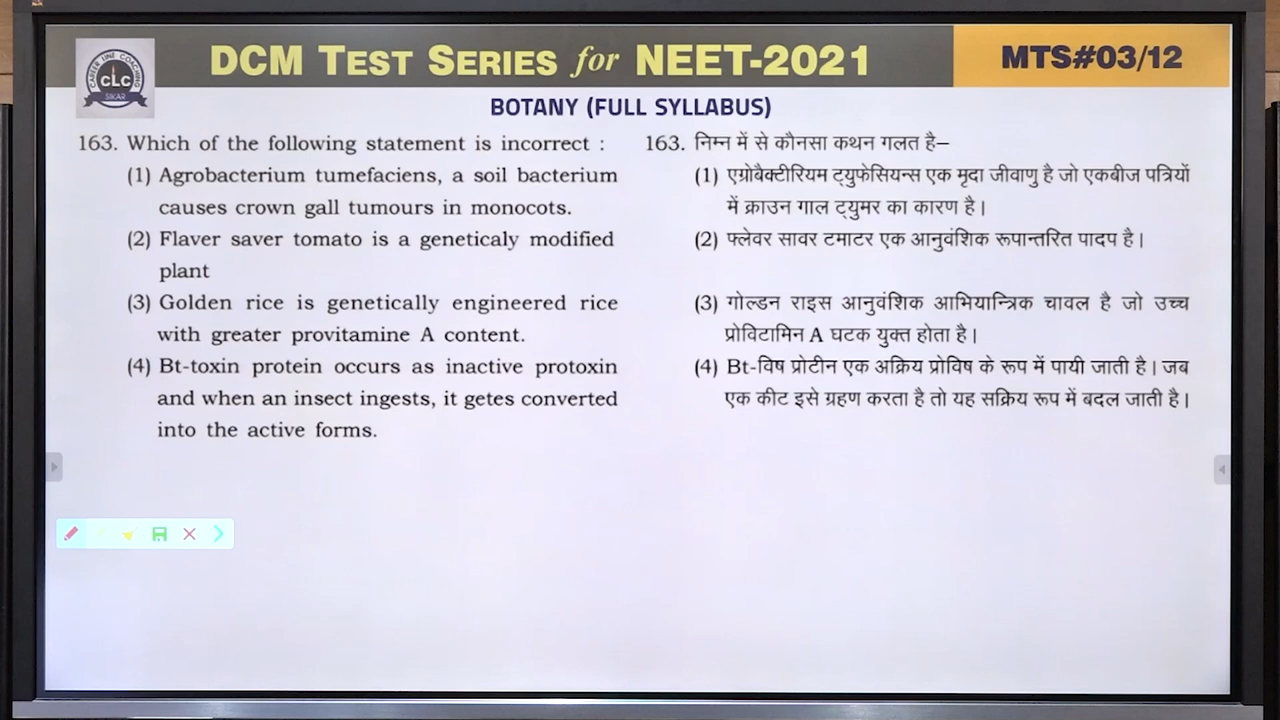 DCM TEST SERIES for NEET-2021
MTS#03/12
CAREER LINE COACHING
CLC
SIKAR
BOTANY (FULL SYLLABUS)
163. Which of the following statement is incorrect :
(1) Agrobacterium tumefaciens, a soil bacterium
causes crown gall tumours in monocots.
(2) Flaver saver tomato is a geneticaly modified
plant
(3) Golden rice is genetically engineered rice
with greater provitamine A content.
(4) Bt-toxin protein occurs as inactive protoxin
and when an insect ingests, it getes converted
into the active forms.
163. निम्न में से कौनसा कथन गलत है–
(1) एग्रोबैक्टीरियम ट्युफेसियन्स एक मृदा जीवाणु है जो एकबीज पत्रियों
में क्राउन गाल ट्युमर का कारण है।
(2) फ्लेवर सावर टमाटर एक आनुवंशिक रूपान्तरित पादप है।
(3) गोल्डन राइस आनुवंशिक आभियान्त्रिक चावल है जो उच्च
प्रोविटामिन A घटक युक्त होता है।
(4) Bt-विष प्रोटीन एक अक्रिय प्रोविष के रूप में पायी जाती है। जब
एक कीट इसे ग्रहण करता है तो यह सक्रिय रूप में बदल जाती है।